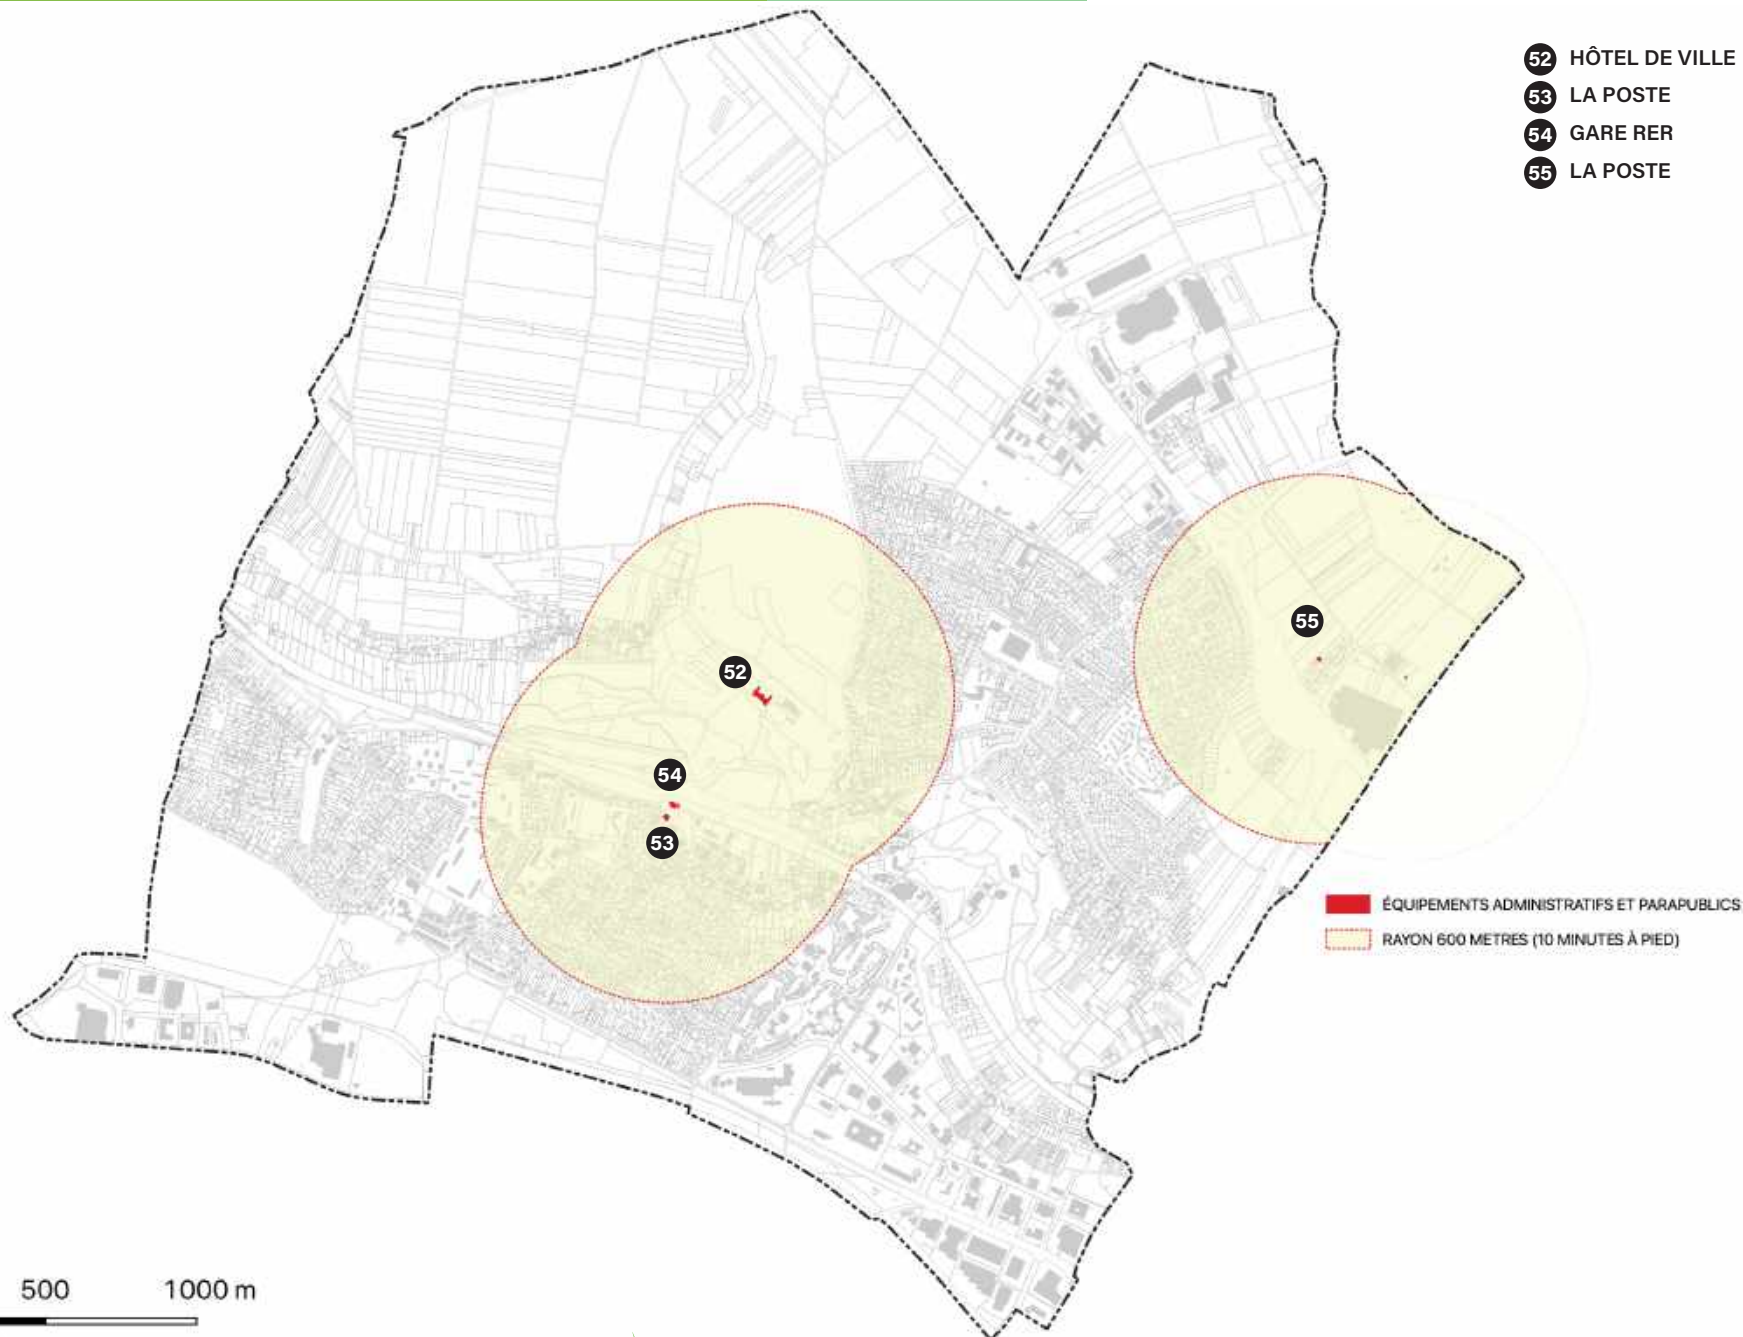 52 HÔTEL DE VILLE
53 LA POSTE
54 GARE RER
55 LA POSTE
55
52
54
53
ÉQUIPEMENTS ADMINISTRATIFS ET PARAPUBLICS
RAYON 600 METRES (10 MINUTES À PIED)
500 1000 m